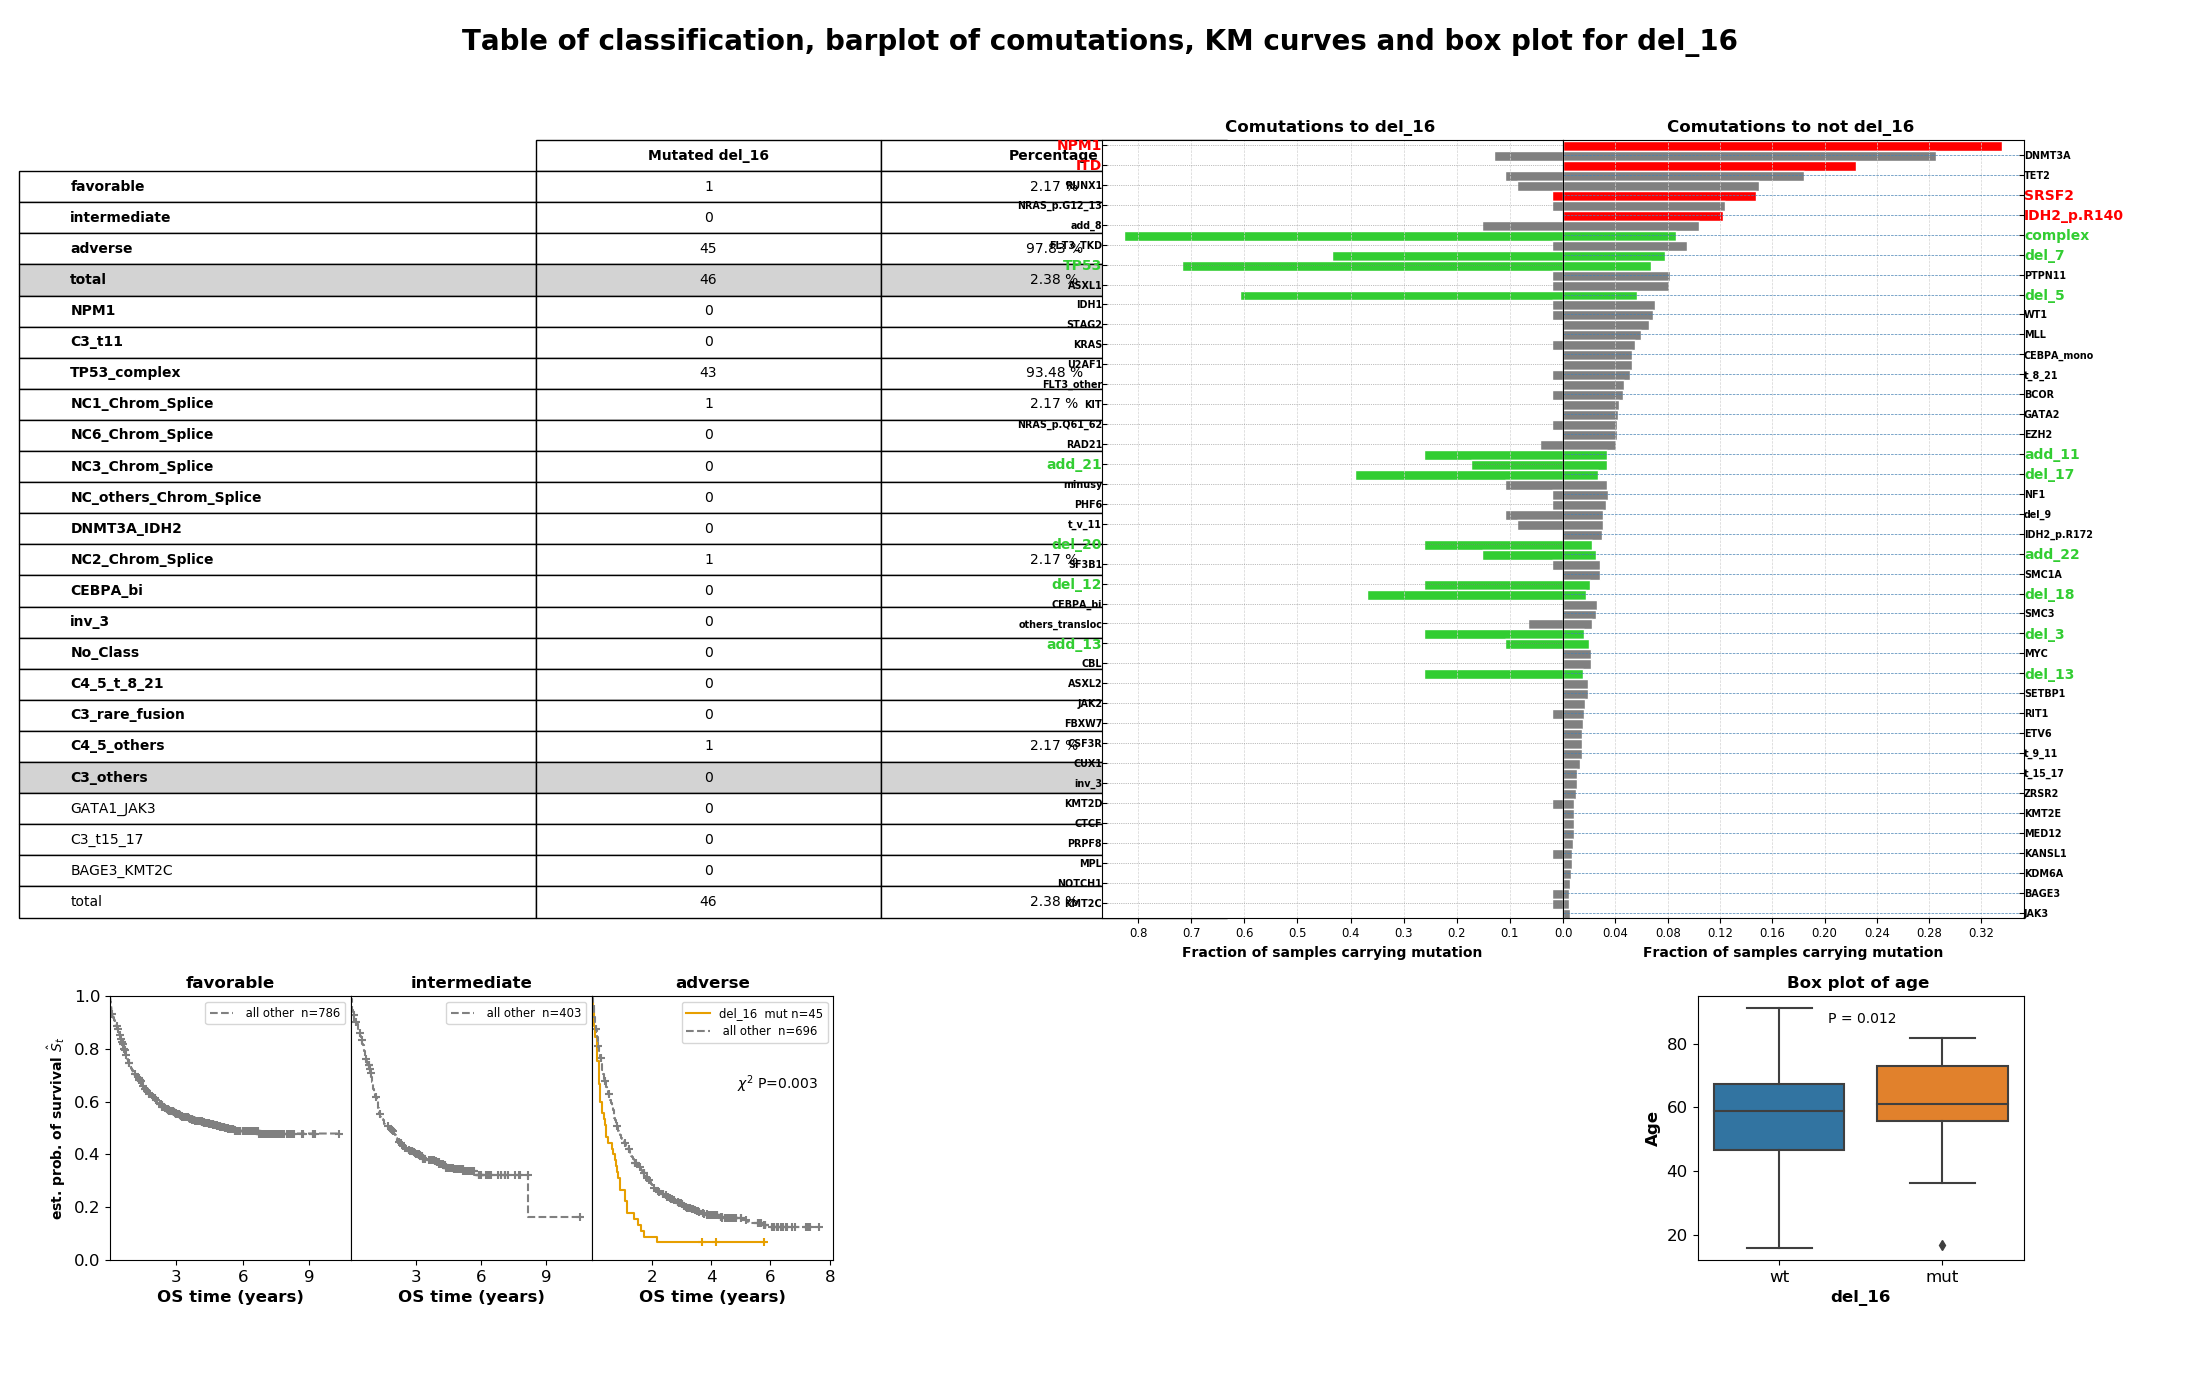 Table of classification, barplot of comutations, KM curves and box plot for del_16
Mutated del_16 Percentage
favorable 1 2.17 %
intermediate 0
adverse 45 97.83 %
total 46 2.38 %
NPM1 0
C3_t11 0
TP53_complex 43 93.48 %
NC1_Chrom_Splice 1 2.17 %
NC6_Chrom_Splice 0
NC3_Chrom_Splice 0
NC_others_Chrom_Splice 0
DNMT3A_IDH2 0
NC2_Chrom_Splice 1 2.17 %
CEBPA_bi 0
inv_3 0
No_Class 0
C4_5_t_8_21 0
C3_rare_fusion 0
C4_5_others 1 2.17 %
C3_others 0
GATA1_JAK3 0
C3_t15_17 0
BAGE3_KMT2C 0
total 46 2.38 %
Comutations to del_16
NPM1
ITD
RUNX1
NRAS_p.G12_13
add_8
FLT3_TKD
TP53
ASXL1
IDH1
STAG2
KRAS
U2AF1
FLT3_other
KIT
NRAS_p.Q61_62
RAD21
add_21
minusy
PHF6
t_v_11
del_20
SF3B1
del_12
CEBPA_bi
others_transloc
add_13
CBL
ASXL2
JAK2
FBXW7
CSF3R
CUX1
inv_3
KMT2D
CTCF
PRPF8
MPL
NOTCH1
KMT2C
0.8 0.7 0.6 0.5 0.4 0.3 0.2 0.1 0.0
Fraction of samples carrying mutation
Comutations to not del_16
DNMT3A
TET2
SRSF2
IDH2_p.R140
complex
del_7
PTPN11
del_5
WT1
MLL
CEBPA_mono
t_8_21
BCOR
GATA2
EZH2
add_11
del_17
NF1
del_9
IDH2_p.R172
add_22
SMC1A
del_18
SMC3
del_3
MYC
del_13
SETBP1
RIT1
ETV6
t_9_11
t_15_17
ZRSR2
KMT2E
MED12
KANSL1
KDM6A
BAGE3
JAK3
0.04 0.08 0.12 0.16 0.20 0.24 0.28 0.32
Fraction of samples carrying mutation
favorable
est. prob. of survival Ŝt
1.0
0.8
0.6
0.4
0.2
0.0
all other n=786
3 6 9
OS time (years)
intermediate
all other n=403
3 6 9
OS time (years)
adverse
del_16 mut n=45
all other n=696
χ² P=0.003
2 4 6 8
OS time (years)
Box plot of age
P = 0.012
Age
80
60
40
20
wt mut
del_16